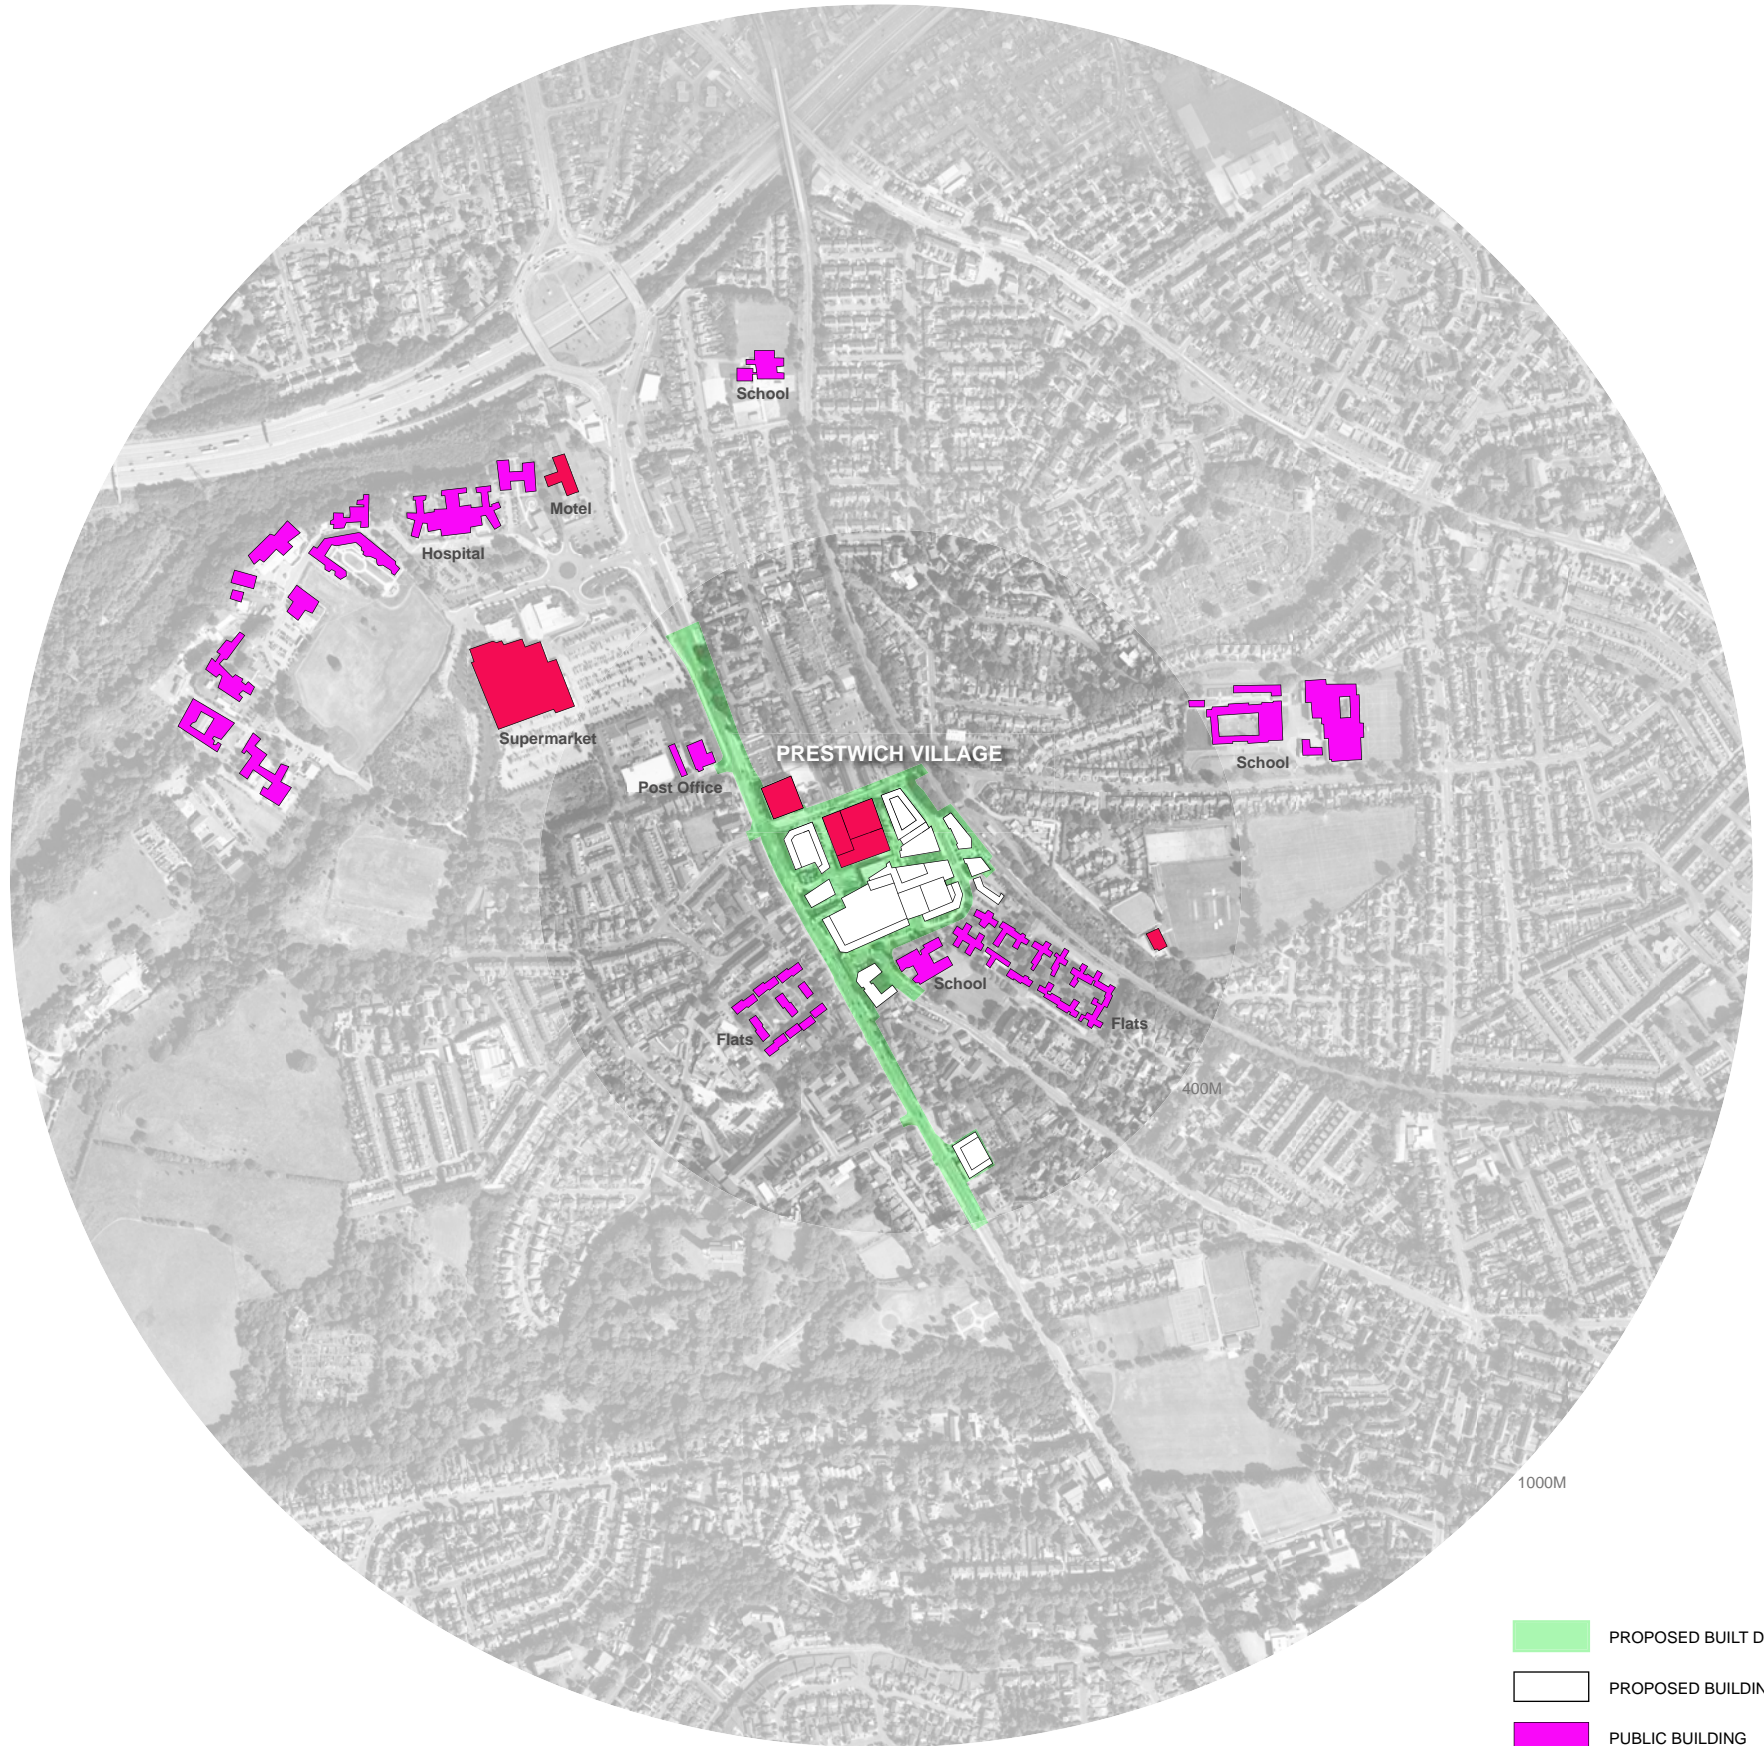 School
Motel
Hospital
Supermarket
PRESTWICH VILLAGE
School
Post Office
School
Flats
Flats
400M
1000M
PROPOSED BUILT D
PROPOSED BUILDIN
PUBLIC BUILDING